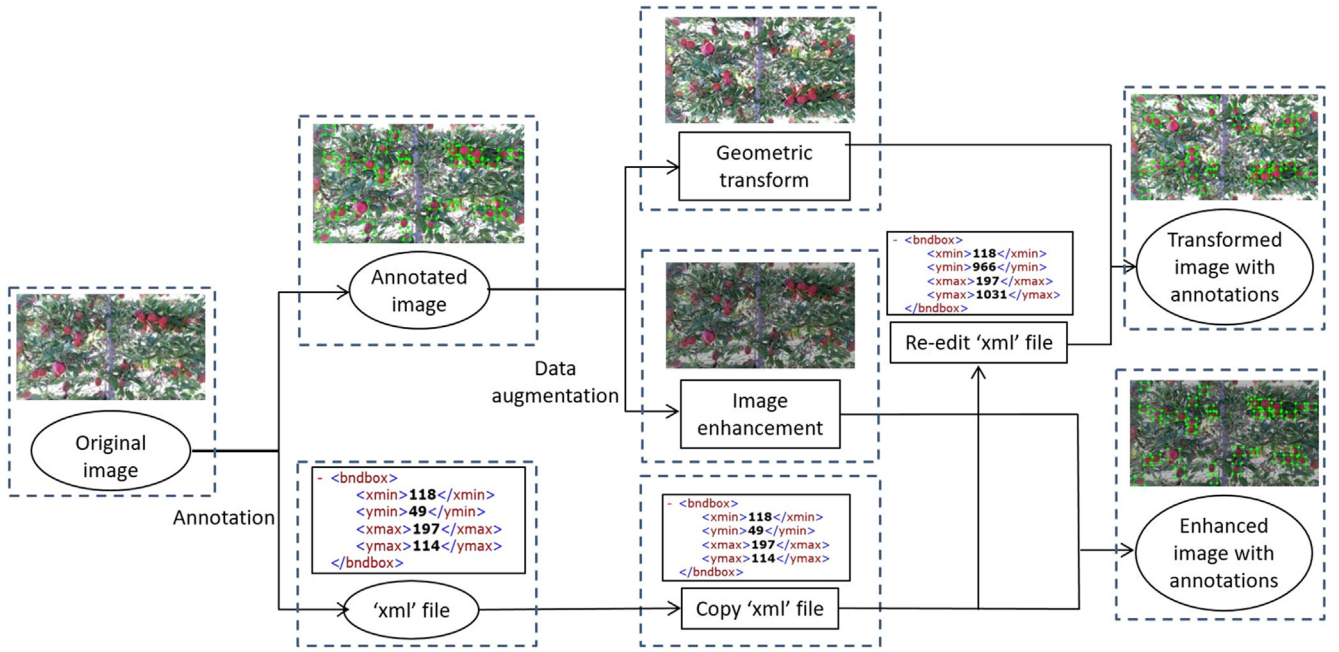 Original
image
Annotation
Annotated
image
- <bndbox>
<xmin>118</xmin>
<ymin>49</ymin>
<xmax>197</xmax>
<ymax>114</ymax>
</bndbox>
‘xml’ file
Data
augmentation
Geometric
transform
Image
enhancement
- <bndbox>
<xmin>118</xmin>
<ymin>49</ymin>
<xmax>197</xmax>
<ymax>114</ymax>
</bndbox>
Copy ‘xml’ file
- <bndbox>
<xmin>118</xmin>
<ymin>966</ymin>
<xmax>197</xmax>
<ymax>1031</ymax>
</bndbox>
Re-edit ‘xml’ file
Transformed
image with
annotations
Enhanced
image with
annotations